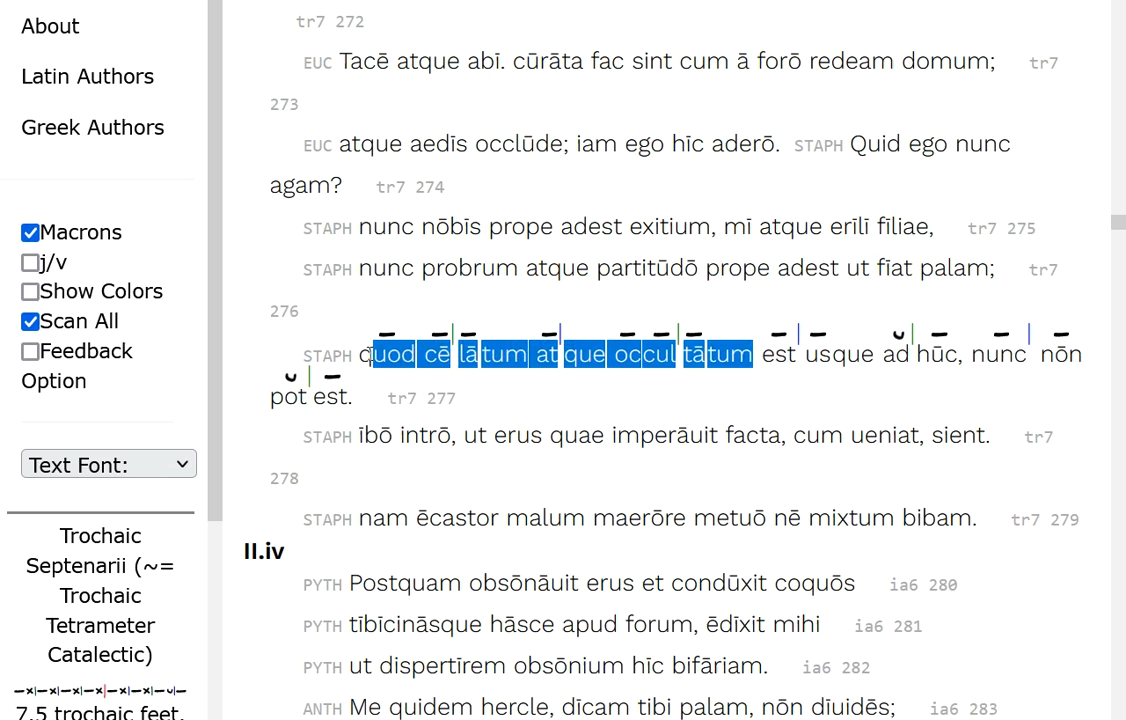 About
Latin Authors
Greek Authors
Macrons
j/v
Show Colors
Scan All
Feedback
Option
Text Font:
Trochaic
Septenarii (~=
Trochaic
Tetrameter
Catalectic)
7.5 trochaic feet.
tr7 272
EUC Tacē atque abī. cūrāta fac sint cum ā forō redeam domum; tr7
273
EUC atque aedīs occlūde; iam ego hīc aderō. STAPH Quid ego nunc
agam? tr7 274
STAPH nunc nōbīs prope adest exitium, mī atque erīlī fīliae, tr7 275
STAPH nunc probrum atque partitūdō prope adest ut fīat palam; tr7
276
STAPH quod cēlātum atque occultātum est usque ad hūc, nunc nōn
pot est. tr7 277
STAPH ībō intrō, ut erus quae imperāuit facta, cum ueniat, sient. tr7
278
STAPH nam ēcastor malum maerōre metuō nē mixtum bibam. tr7 279
II.iv
PYTH Postquam obsōnāuit erus et condūxit coquōs ia6 280
PYTH tībīcināsque hāsce apud forum, ēdīxit mihi ia6 281
PYTH ut dispertīrem obsōnium hīc bifāriam. ia6 282
ANTH Me quidem hercle, dīcam tibi palam, nōn dīuidēs; ia6 283